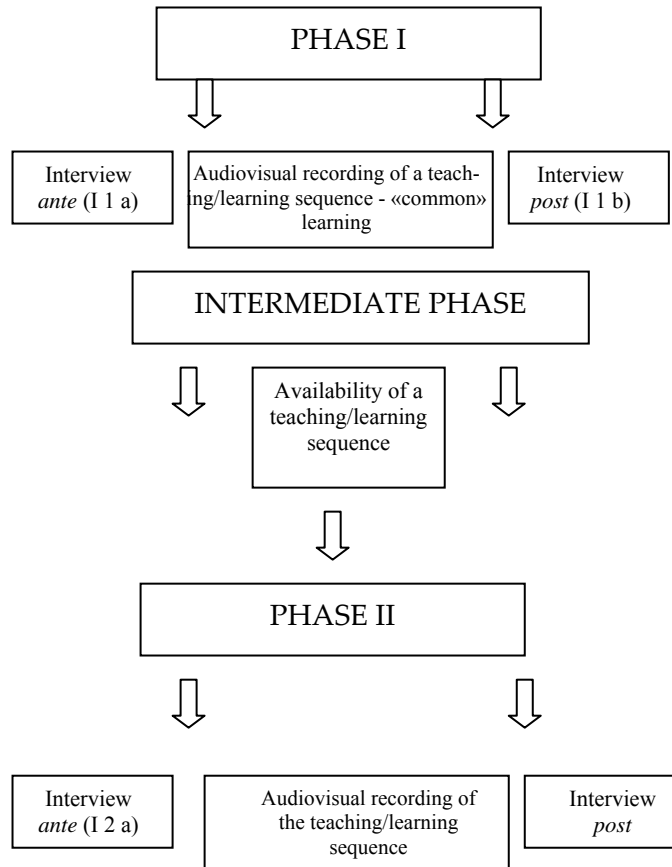 PHASE I
Interview
ante (I 1 a)
Audiovisual recording of a teach-
ing/learning sequence - «common»
learning
Interview
post (I 1 b)
INTERMEDIATE PHASE
Availability of a
teaching/learning
sequence
PHASE II
Interview
ante (I 2 a)
Audiovisual recording of
the teaching/learning
sequence
Interview
post